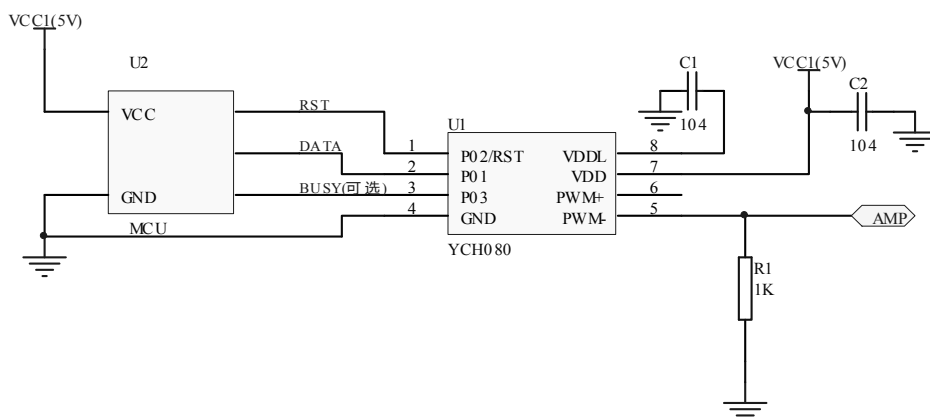 VCC1(5V)
U2
VCC
GND
MCU
RST
DATA
BUSY(可选)
1
2
3
4
U1
P02/RST
P01
P03
GND
VDDL
VDD
PWM+
PWM-
YCH080
8
7
6
5
C1
104
VCC1(5V)
C2
104
AMP
R1
1K